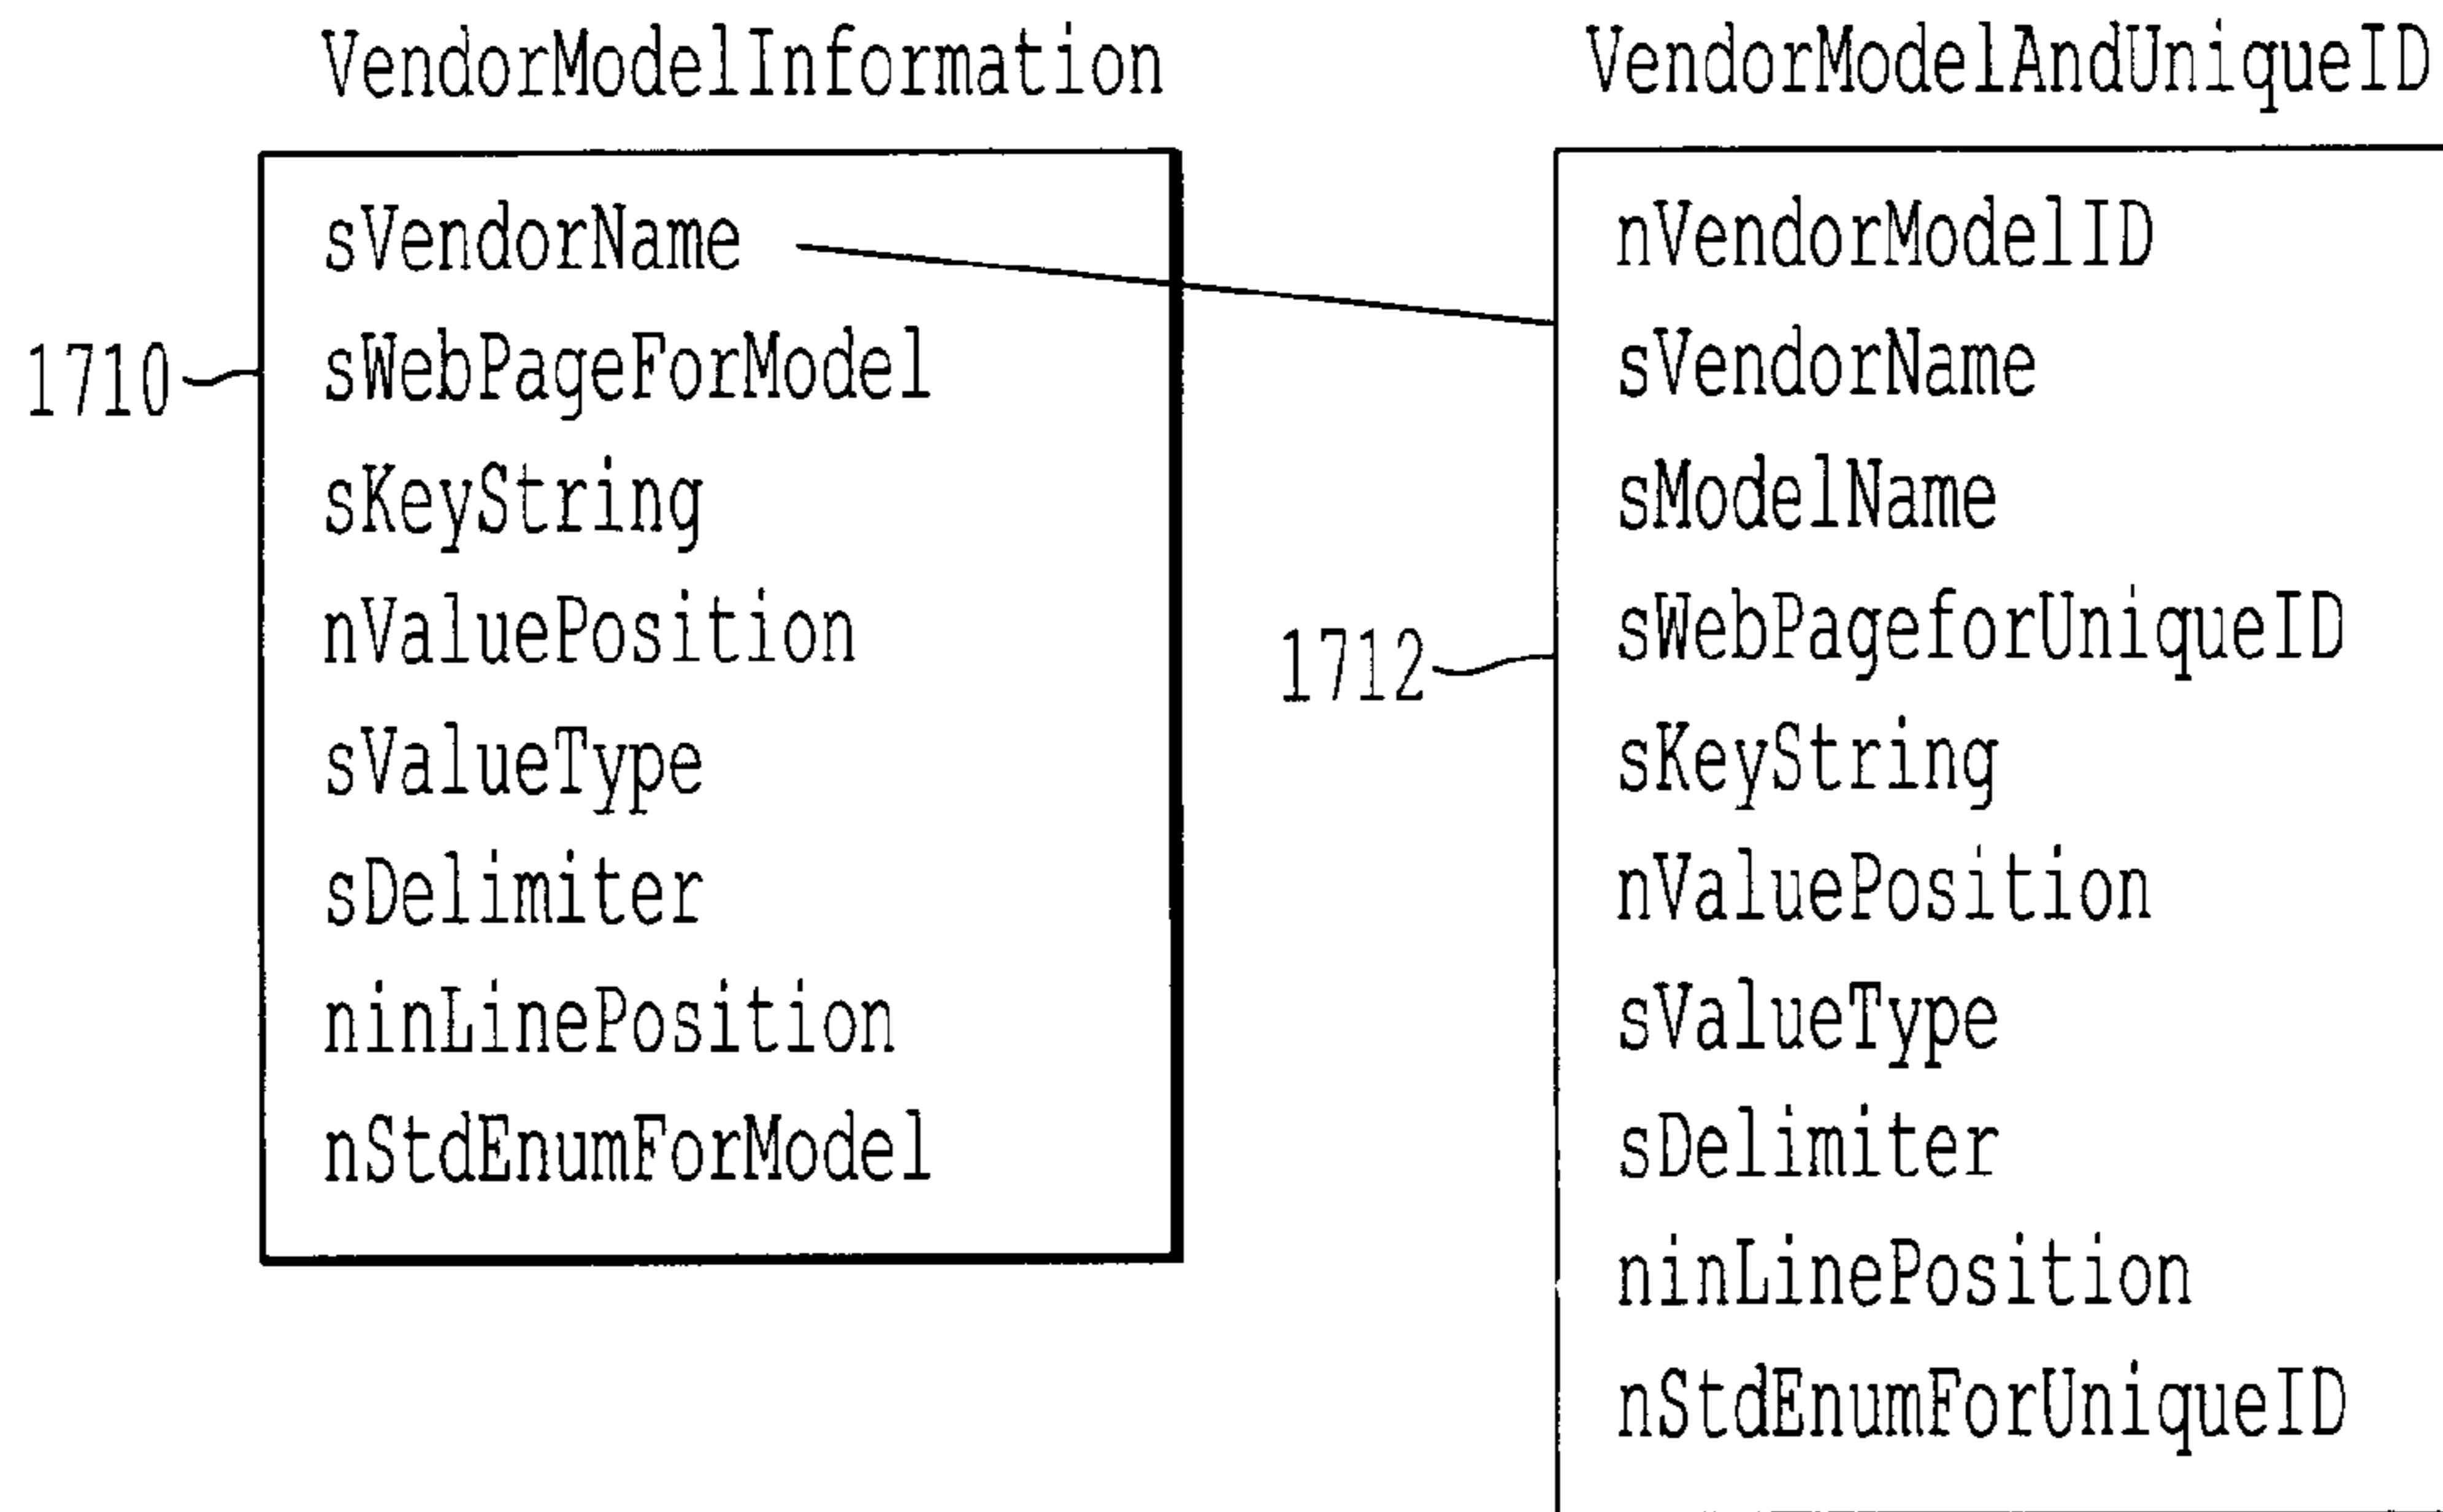 VendorModelInformation
sVendorName
1710
sWebPageForModel
sKeyString
nValuePosition
sValueType
sDelimiter
ninLinePosition
nStdEnumForModel
VendorModelAndUniqueID
nVendorModelID
sVendorName
sModelName
1712
sWebPageforUniqueID
sKeyString
nValuePosition
sValueType
sDelimiter
ninLinePosition
nStdEnumForUniqueID